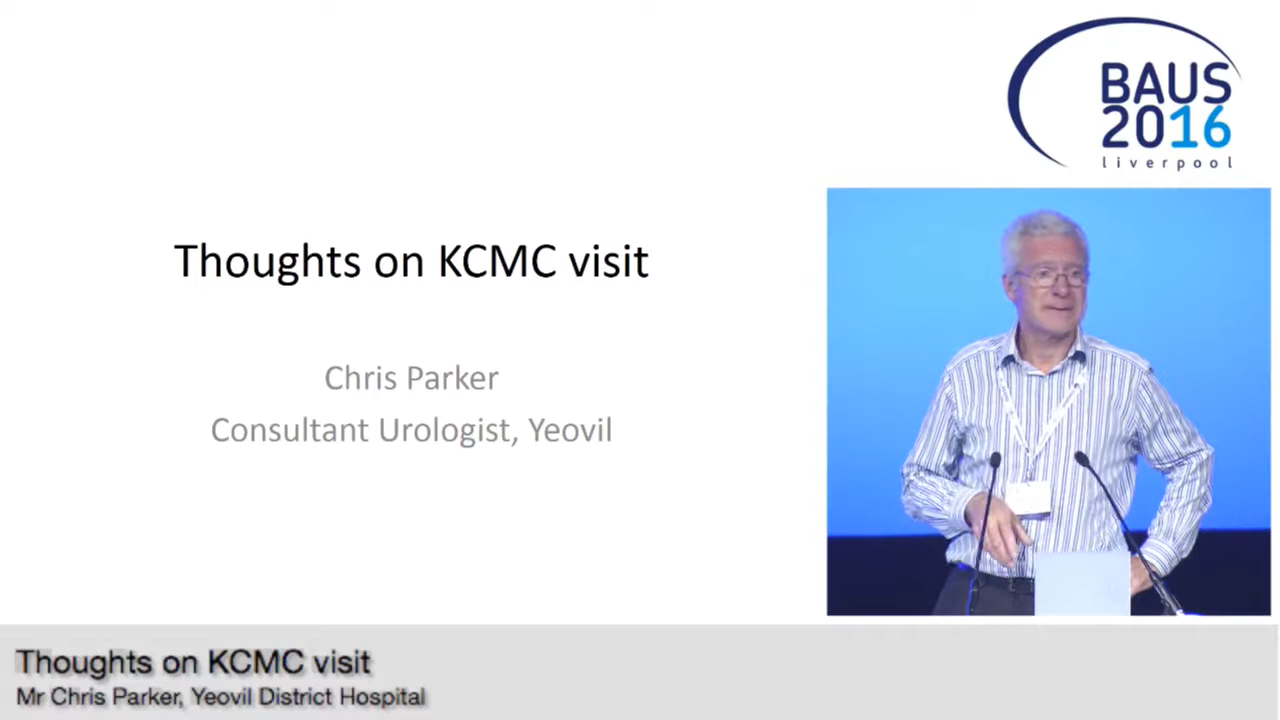 BAUS
2016
liverpool
Thoughts on KCMC visit
Chris Parker
Consultant Urologist, Yeovil
Thoughts on KCMC visit
Mr Chris Parker, Yeovil District Hospital